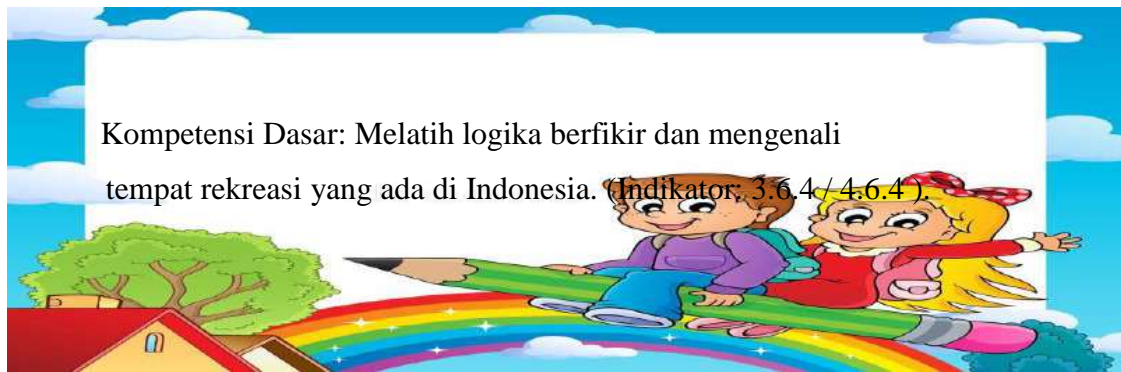 Kompetensi Dasar: Melatih logika berfikir dan mengenali
tempat rekreasi yang ada di Indonesia. (Indikator: 3.6.4 / 4.6.4 ).